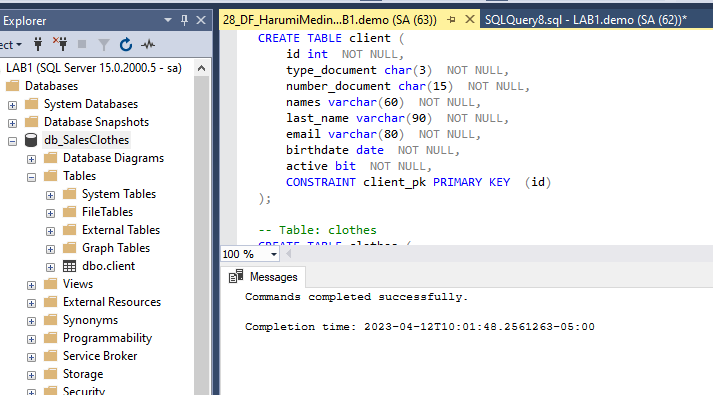 Explorer
ect
LAB1 (SQL Server 15.0.2000.5 - sa)
Databases
System Databases
Database Snapshots
db_SalesClothes
Database Diagrams
Tables
System Tables
FileTables
External Tables
Graph Tables
dbo.client
Views
External Resources
Synonyms
Programmability
Service Broker
Storage
Security
28_DF_HarumiMedin...B1.demo (SA (63))
SQLQuery8.sql - LAB1.demo (SA (62))*
CREATE TABLE client (
id int  NOT NULL,
type_document char(3)  NOT NULL,
number_document char(15)  NOT NULL,
names varchar(60)  NOT NULL,
last_name varchar(90)  NOT NULL,
email varchar(80)  NOT NULL,
birthdate date  NOT NULL,
active bit  NOT NULL,
CONSTRAINT client_pk PRIMARY KEY  (id)
);
-- Table: clothes
CREATE TABLE clothes (
100 %
Messages
Commands completed successfully.
Completion time: 2023-04-12T10:01:48.2561263-05:00